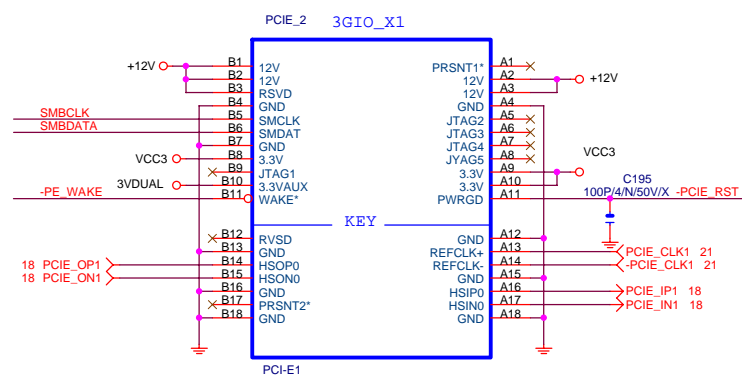 PCIE_2 3GIO_X1
+12V B1 12V PRSNT1* A1
B2 12V 12V A2 +12V
B3 RSVD 12V A3
B4 GND GND A4
SMBCLK B5 SMCLK JTAG2 A5
SMBDATA B6 SMDAT JTAG3 A6
B7 GND JTAG4 A7
VCC3 B8 3.3V JYAG5 A8
B9 JTAG1 3.3V A9 VCC3
3VDUAL B10 3.3VAUX 3.3V A10 C195
-PE_WAKE B11 WAKE* PWRGD A11 100P/4/N/50V/X -PCIE_RST
KEY
B12 RVSD GND A12
B13 GND REFCLK+ A13 PCIE_CLK1 21
18 PCIE_OP1 B14 HSOP0 REFCLK- A14 -PCIE_CLK1 21
18 PCIE_ON1 B15 HSON0 GND A15
B16 GND HSIP0 A16 PCIE_IP1 18
B17 PRSNT2* HSIN0 A17 PCIE_IN1 18
B18 GND GND A18
PCI-E1